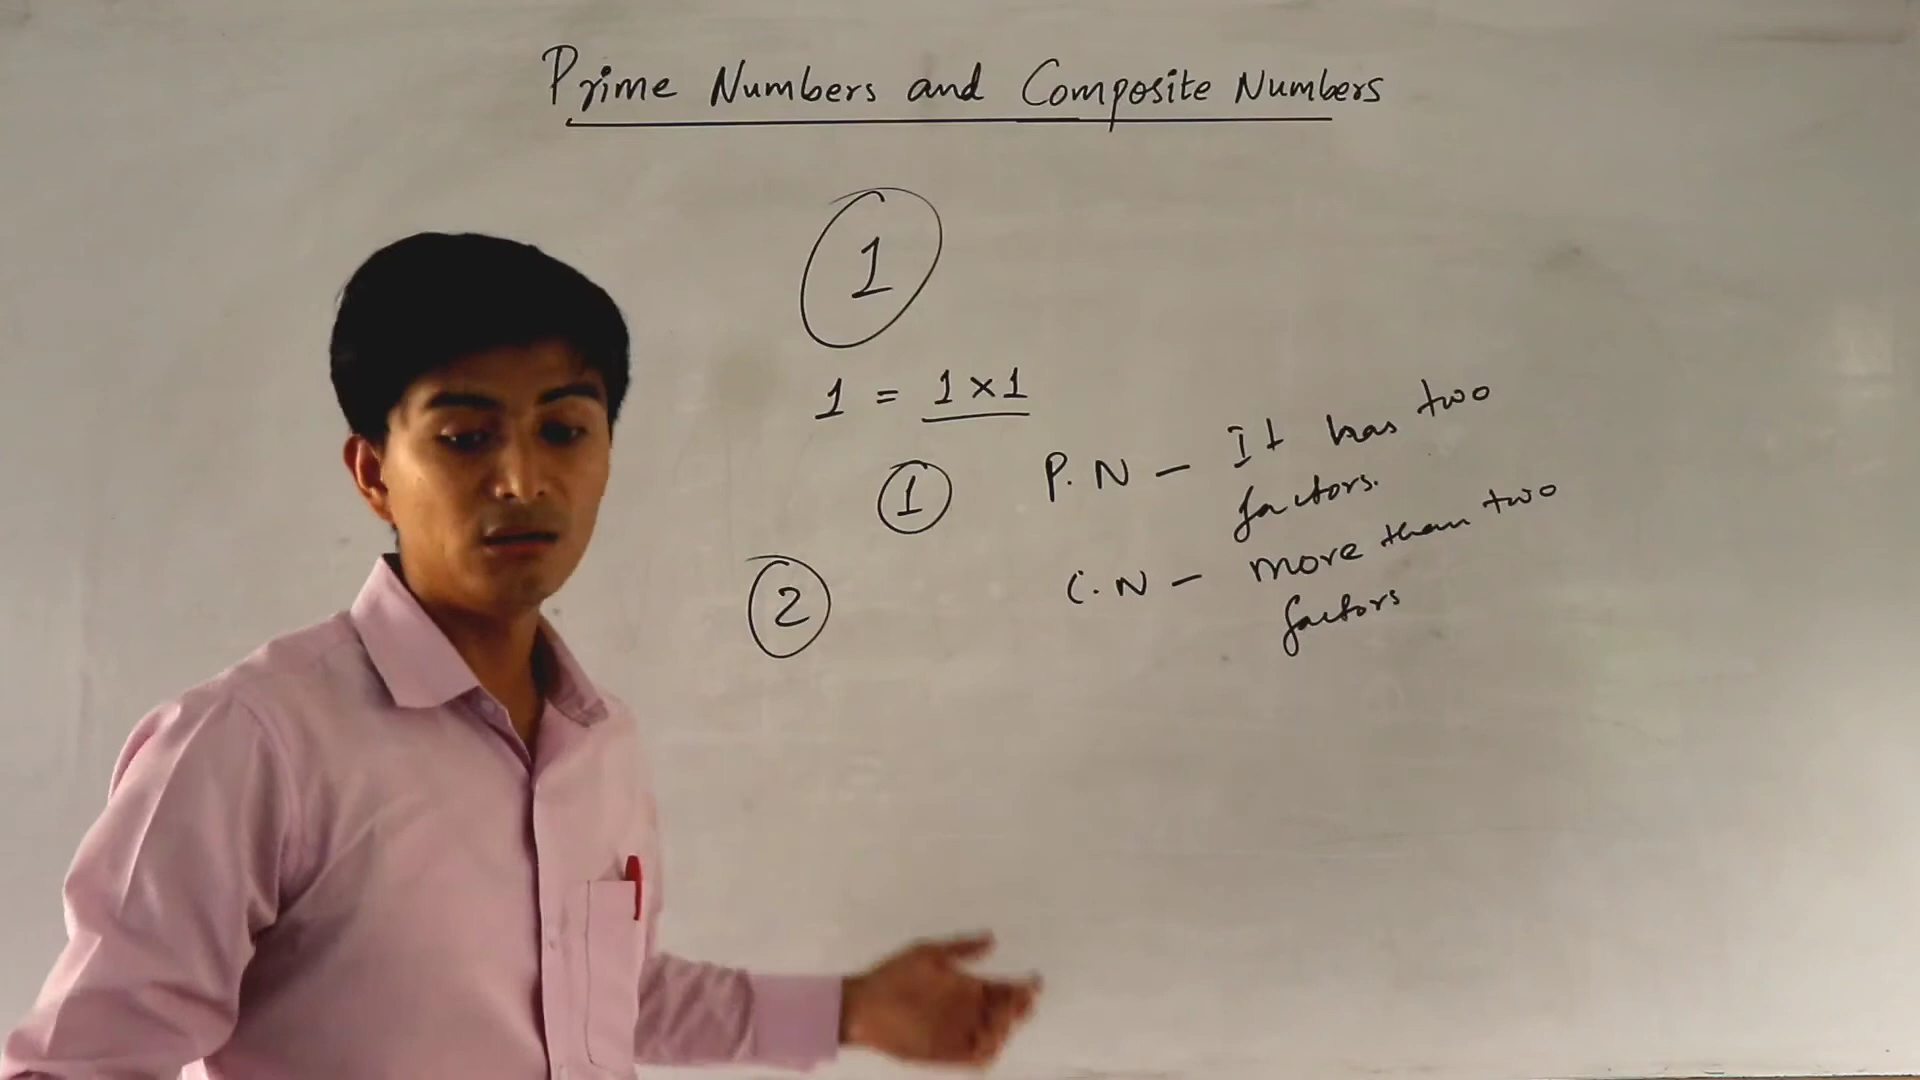 Prime Numbers and Composite Numbers
1
1 = 1 × 1
1
P.N – It has two
factors.
2
C.N – more than two
factors